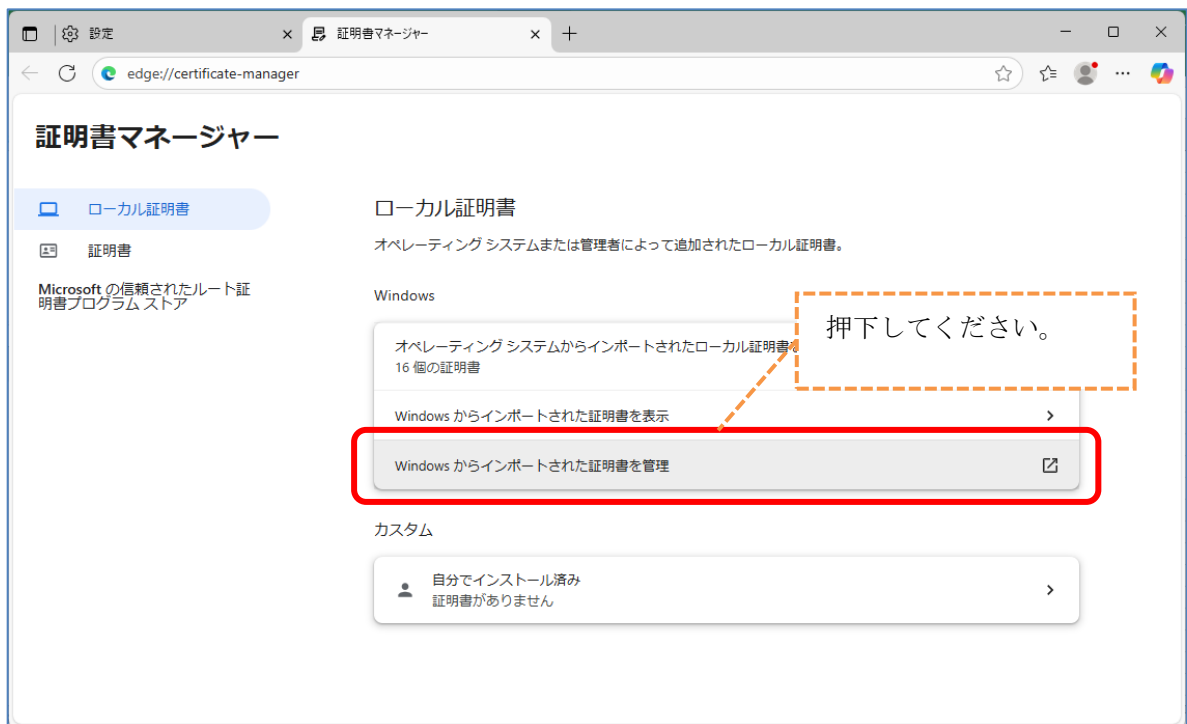 設定
証明書マネージャー
edge://certificate-manager
証明書マネージャー
ローカル証明書
証明書
Microsoft の信頼されたルート証
明書プログラム ストア
ローカル証明書
オペレーティング システムまたは管理者によって追加されたローカル証明書。
Windows
オペレーティング システムからインポートされたローカル証明書
16 個の証明書
押下してください。
Windows からインポートされた証明書を表示
Windows からインポートされた証明書を管理
カスタム
自分でインストール済み
証明書がありません